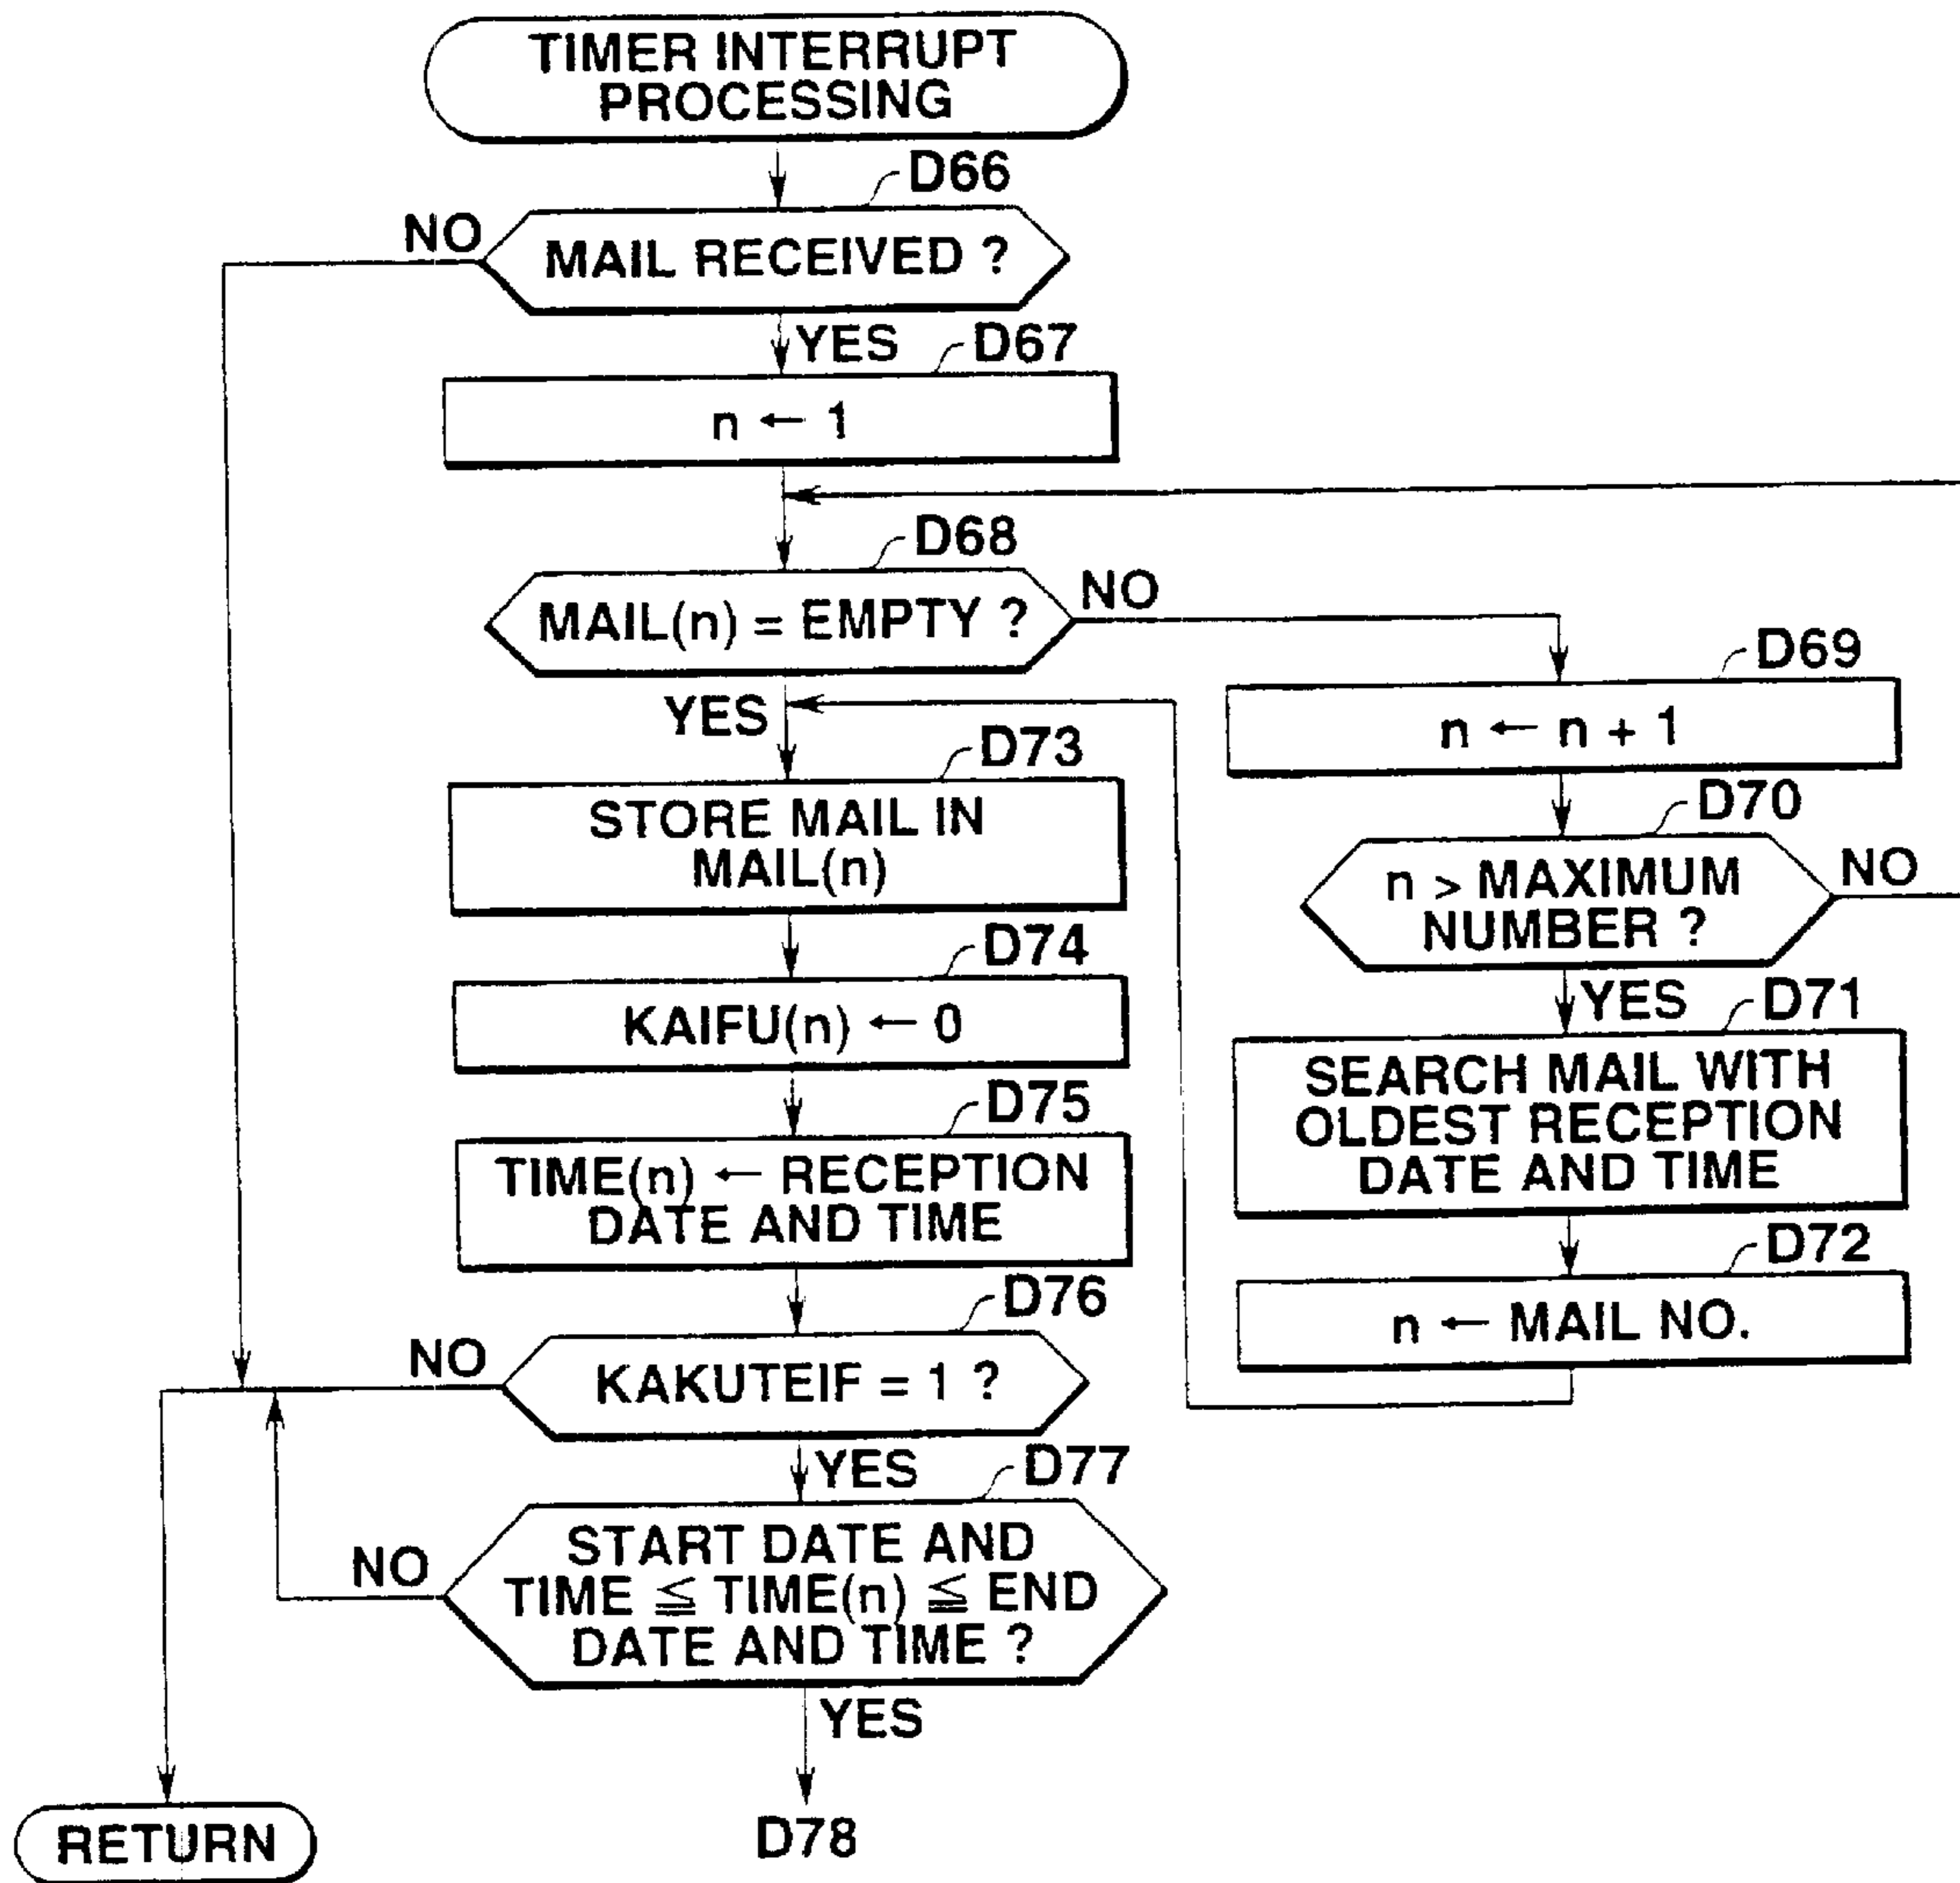 TIMER INTERRUPT
PROCESSING
D66
NO
MAIL RECEIVED ?
YES
D67
n ← 1
D68
MAIL(n) = EMPTY ?
NO
D69
n ← n + 1
YES
D73
STORE MAIL IN
MAIL(n)
D70
n > MAXIMUM
NUMBER ?
NO
D74
KAIFU(n) ← 0
YES
D71
SEARCH MAIL WITH
OLDEST RECEPTION
DATE AND TIME
D75
TIME(n) ← RECEPTION
DATE AND TIME
D72
n ← MAIL NO.
D76
NO
KAKUTEIF = 1 ?
YES
D77
NO
START DATE AND
TIME ≦ TIME(n) ≦ END
DATE AND TIME ?
YES
RETURN
D78